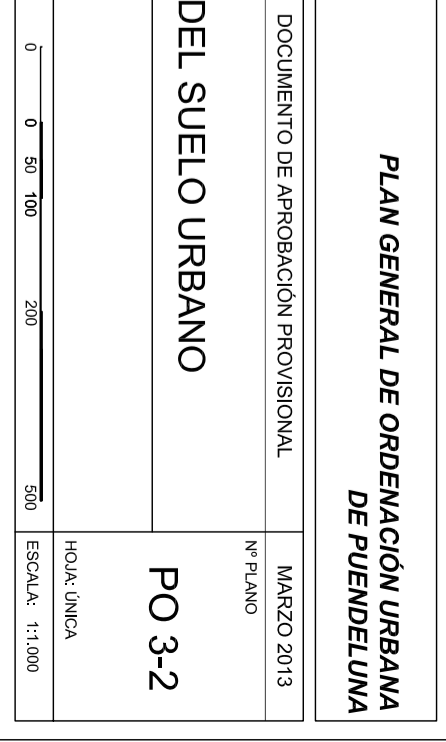 PLAN GENERAL DE ORDENACIÓN URBANA
DE PUENDELUNA
DOCUMENTO DE APROBACIÓN PROVISIONAL
MARZO 2013
Nº PLANO
DEL SUELO URBANO
PO 3-2
HOJA: ÚNICA
0 0 50 100 200 500
ESCALA: 1:1.000